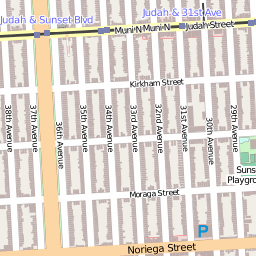 Judah & 31st Ave
Judah & Sunset Blvd
Muni N Muni N
Judah Street
Kirkham Street
38th Avenue
37th Avenue
36th Avenue
35th Avenue
34th Avenue
33rd Avenue
32nd Avenue
31st Avenue
30th Avenue
29th Avenue
Suns
Playgro
Moraga Street
P
Noriega Street